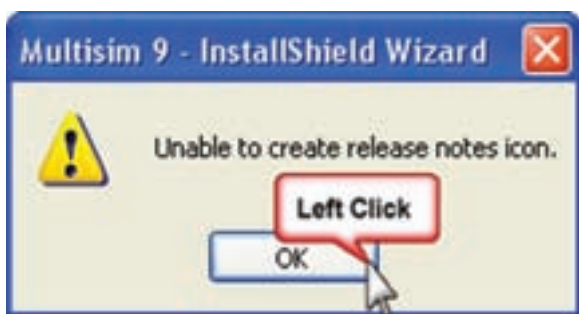 Multisim 9 - InstallShield Wizard
Unable to create release notes icon.
Left Click
OK